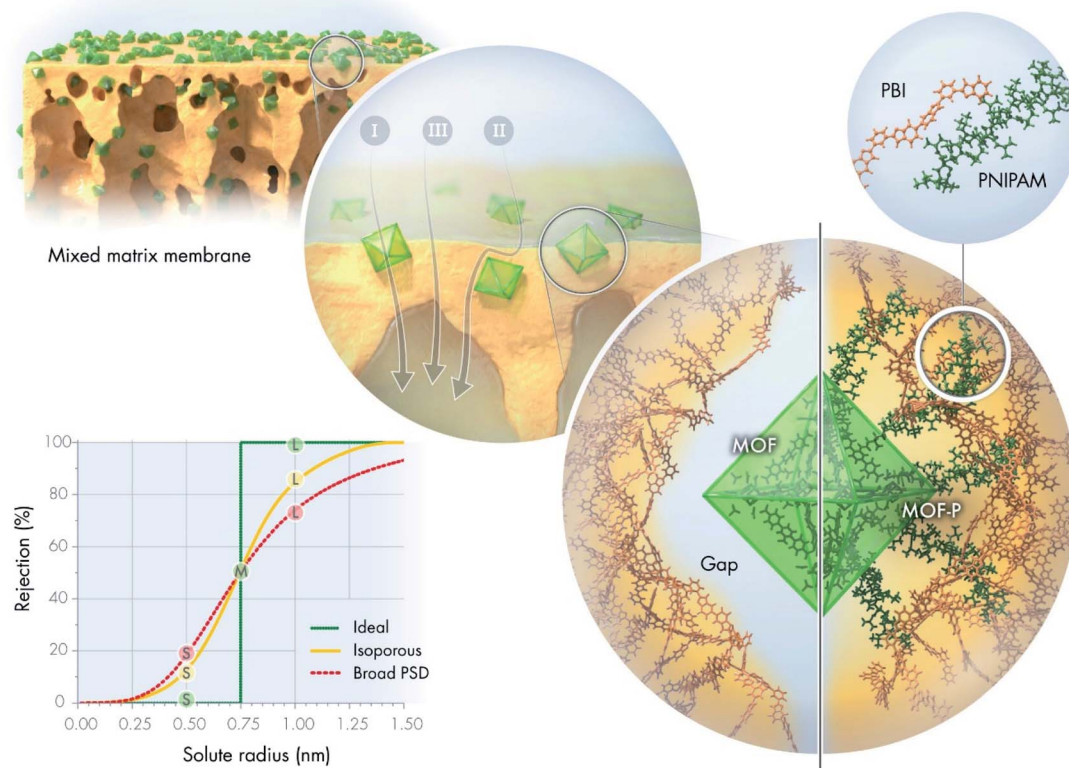 Mixed matrix membrane
I
III
II
PBI
PNIPAM
MOF
MOF-P
Gap
Rejection (%)
100
80
60
40
20
0
L
L
L
M
S
S
S
Ideal
Isoporous
Broad PSD
0.00 0.25 0.50 0.75 1.00 1.25 1.50
Solute radius (nm)